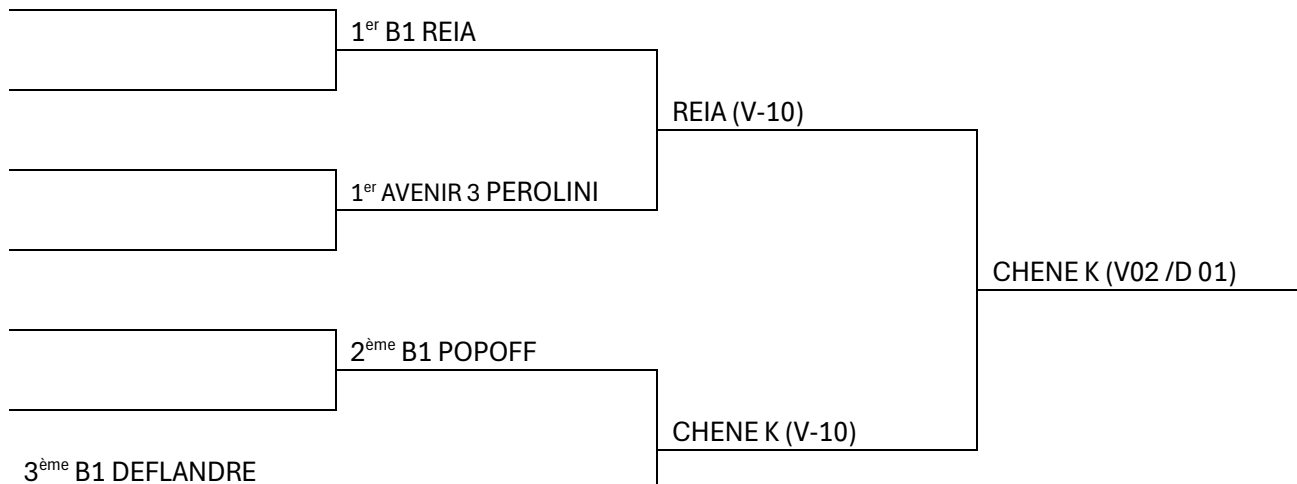 1er B1 REIA
REIA (V-10)
1er AVENIR 3 PEROLINI
CHENE K (V02 /D 01)
2ème B1 POPOFF
CHENE K (V-10)
3ème B1 DEFLANDRE